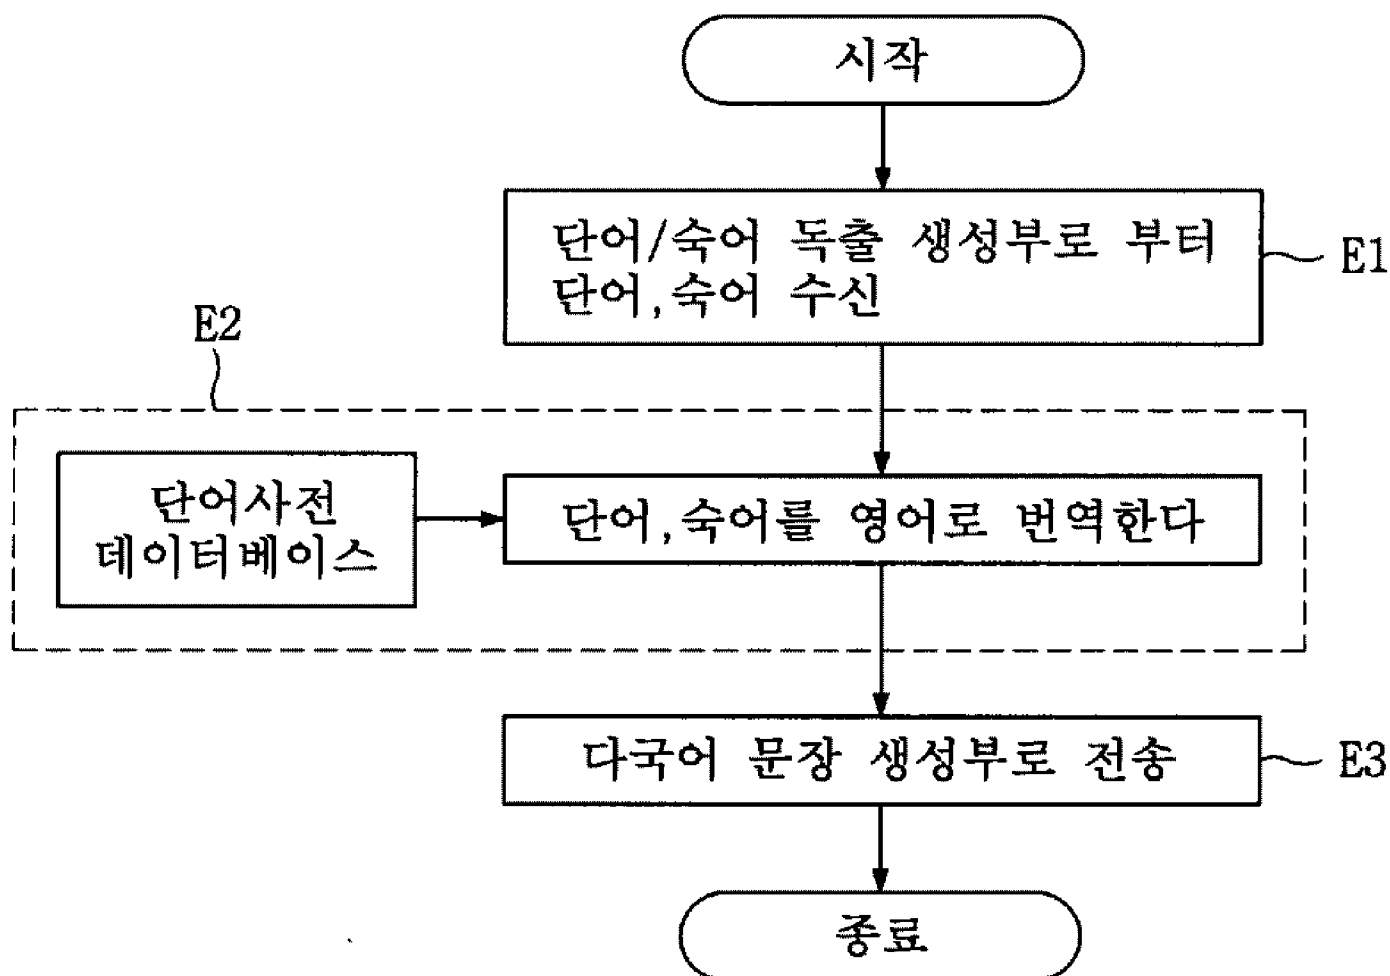 시작
단어/숙어 독출 생성부로 부터
단어,숙어 수신
E1
E2
단어사전
데이터베이스
단어,숙어를 영어로 번역한다
다국어 문장 생성부로 전송
E3
종료